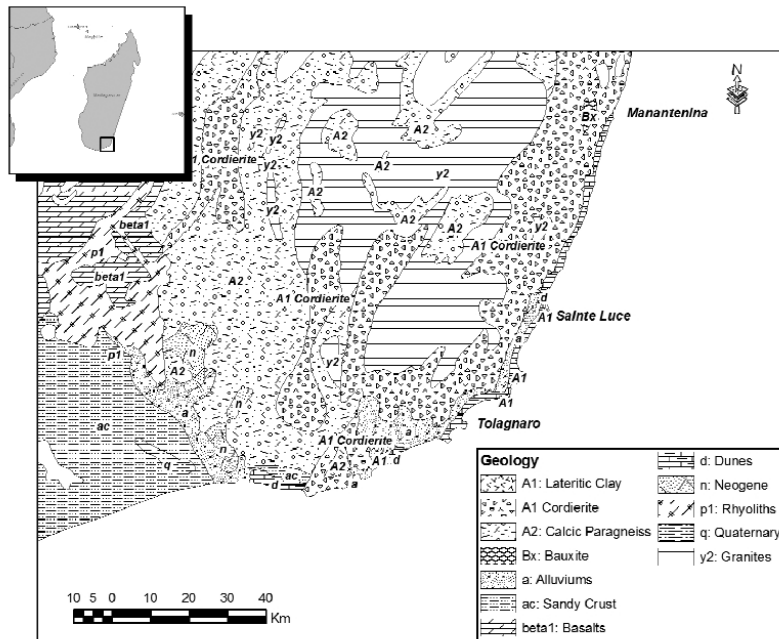 N
Manantenina
Bx
A2
y2
y2
A2
y2
A2
1 Cordierite
y2
A2
y2
A2
y2
A2
A2
y2
beta1
A1 Cordierite
p1
beta1
A2
A1 Cordierite
d
A1
Sainte Luce
a
p1
n
A2
y2
A1
A1
a
n
ac
Tolagnaro
a
A1 Cordierite
n
q
ac
A2
A1
d
d
a
Geology
A1: Lateritic Clay
A1 Cordierite
A2: Calcic Paragneiss
Bx: Bauxite
a: Alluviums
ac: Sandy Crust
beta1: Basalts
d: Dunes
n: Neogene
p1: Rhyoliths
q: Quaternary
y2: Granites
10 5 0 10 20 30 40
Km